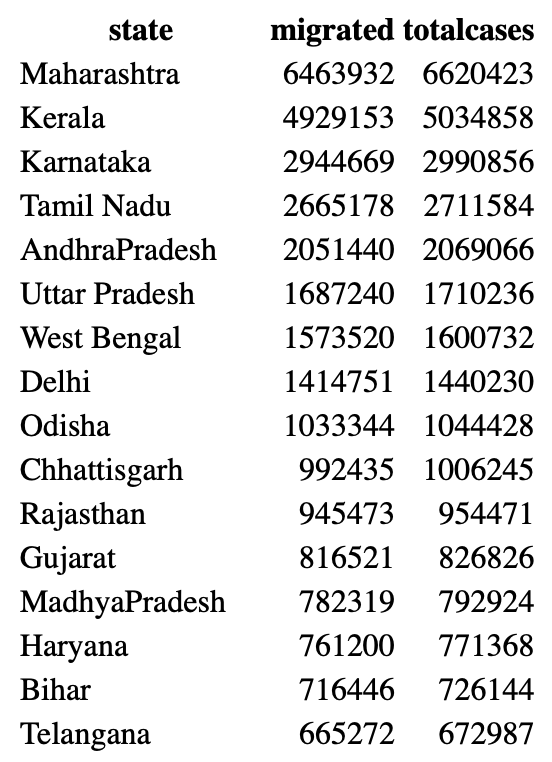 state migrated totalcases
Maharashtra 6463932 6620423
Kerala 4929153 5034858
Karnataka 2944669 2990856
Tamil Nadu 2665178 2711584
AndhraPradesh 2051440 2069066
Uttar Pradesh 1687240 1710236
West Bengal 1573520 1600732
Delhi 1414751 1440230
Odisha 1033344 1044428
Chhattisgarh 992435 1006245
Rajasthan 945473 954471
Gujarat 816521 826826
MadhyaPradesh 782319 792924
Haryana 761200 771368
Bihar 716446 726144
Telangana 665272 672987